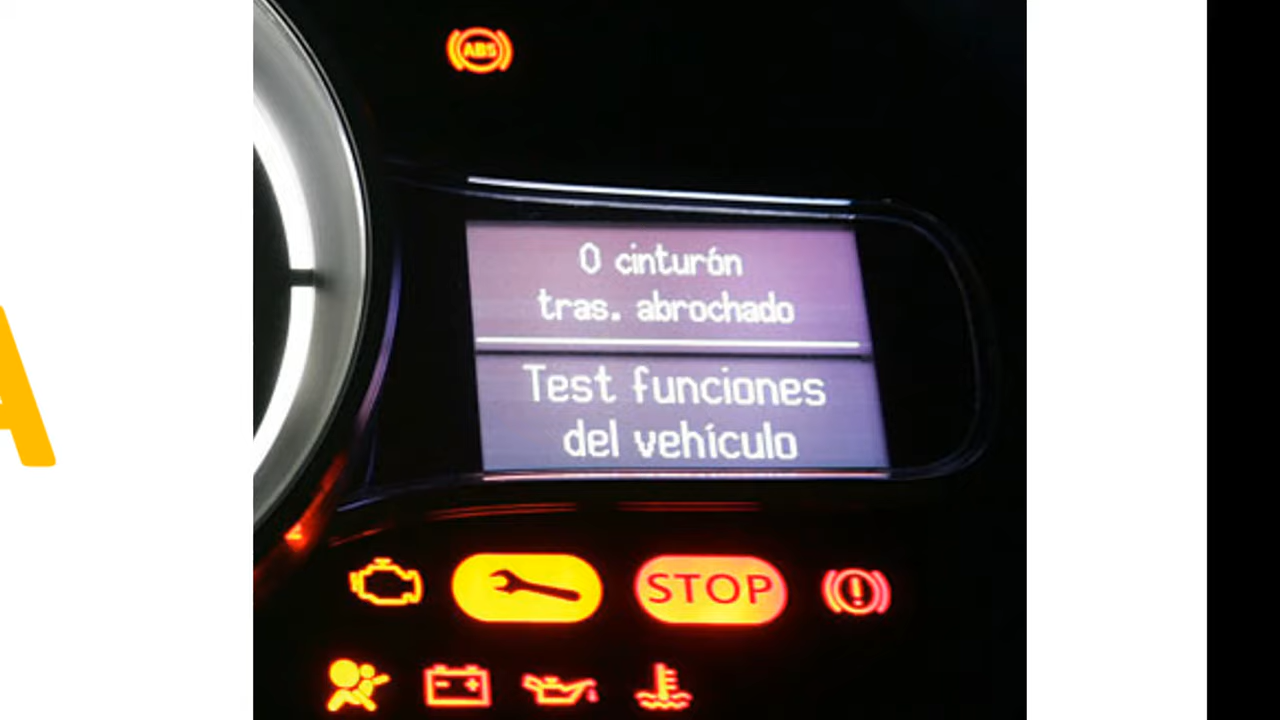 ABS
0 cinturón
tras. abrochado
Test funciones
del vehículo
STOP
A